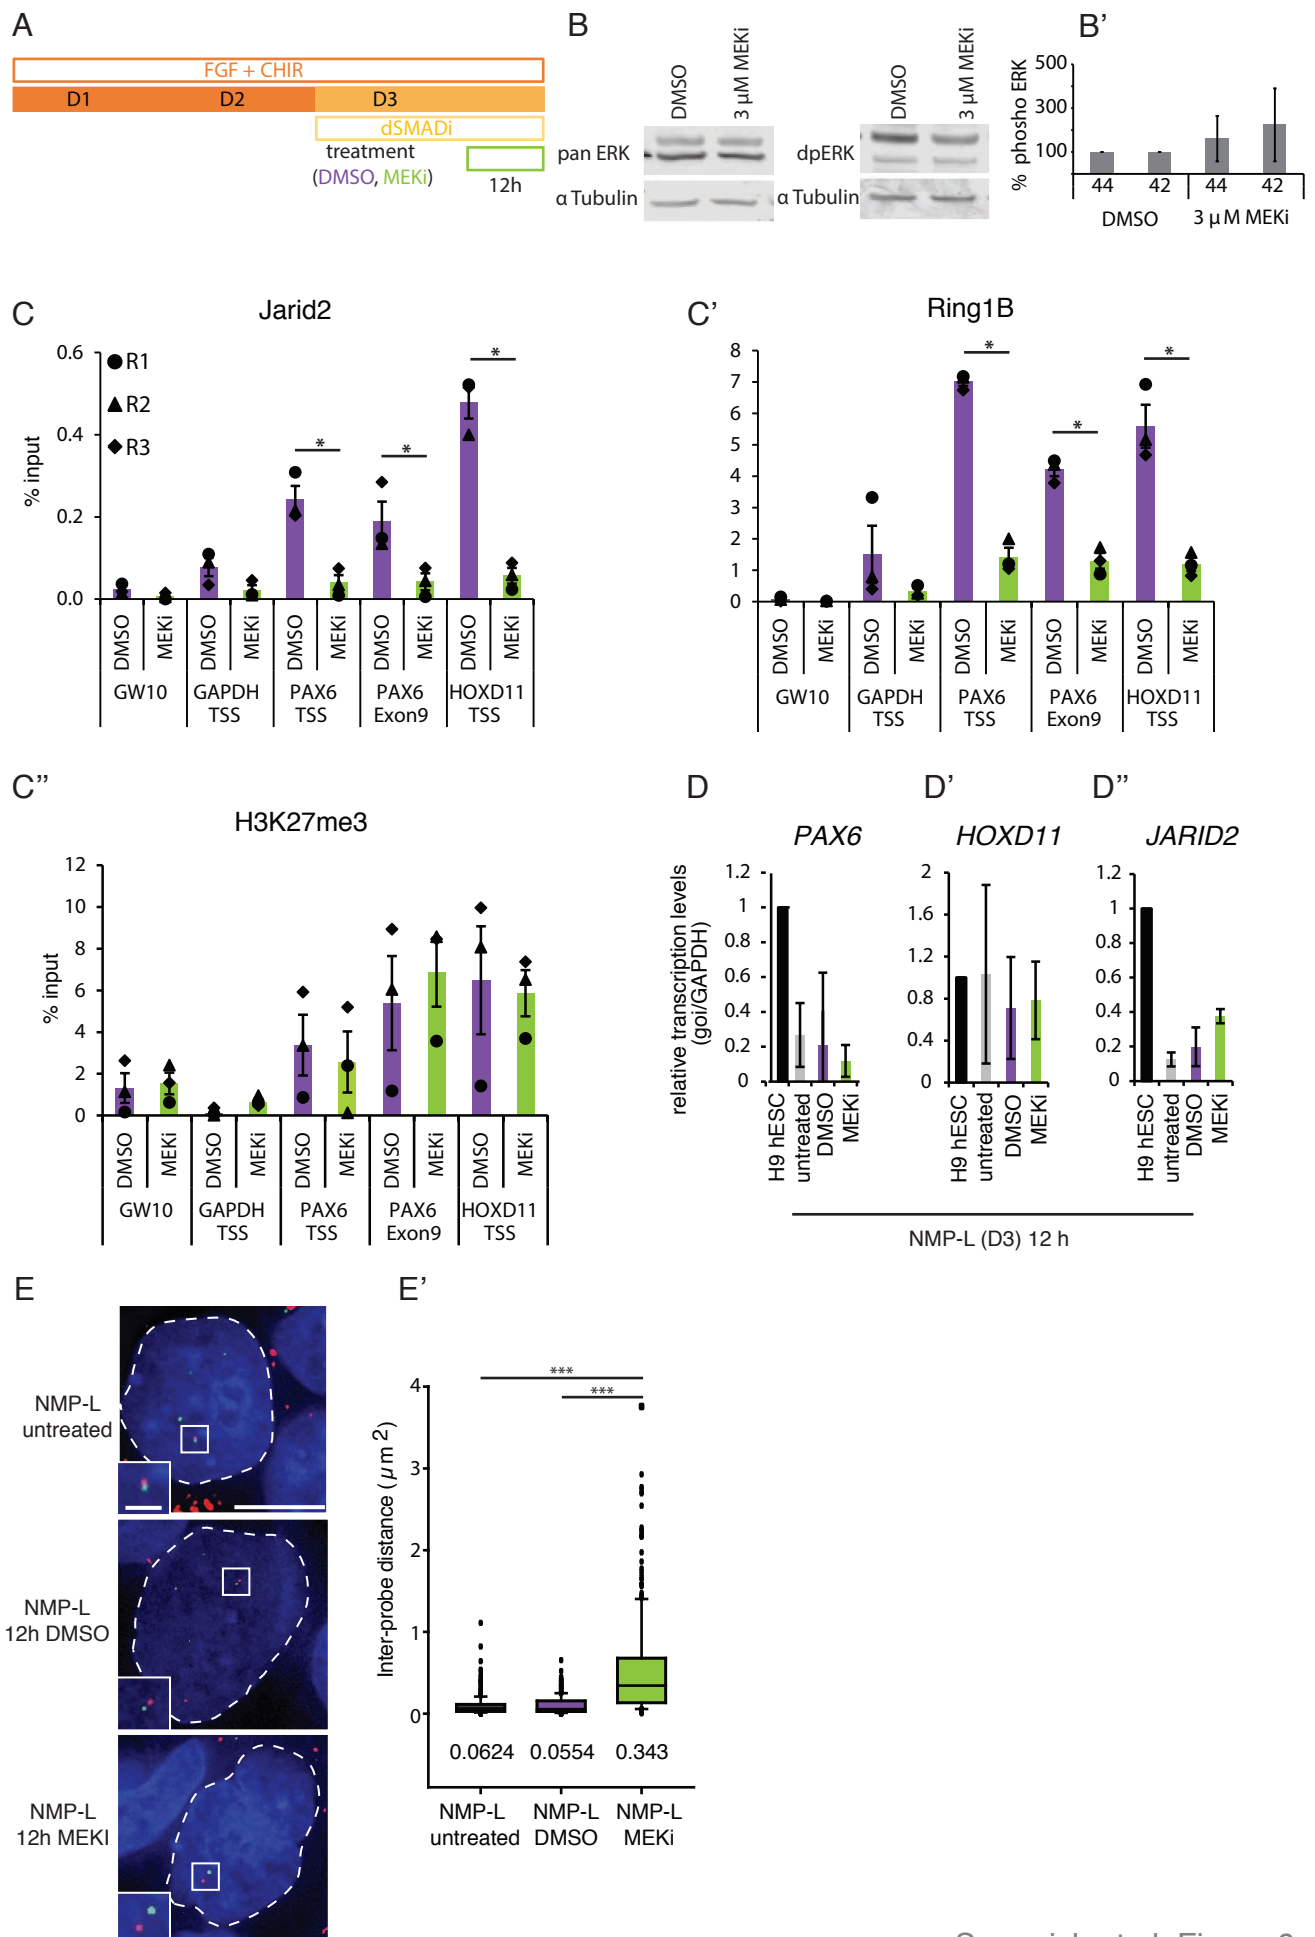 A
FGF + CHIR
D1 D2 D3
dSMADi
treatment
(DMSO, MEKi)
12h
B
DMSO
3 µM MEKi
DMSO
3 µM MEKi
pan ERK
α Tubulin
dpERK
α Tubulin
B'
% phosho ERK
500
300
100
44 42 44 42
DMSO 3 µM MEKi
C
Jarid2
% input
0.6
0.4
0.2
0.0
R1
R2
R3
*
*
*
DMSO MEKi DMSO MEKi DMSO MEKi DMSO MEKi DMSO MEKi
GW10 GAPDH PAX6 PAX6 HOXD11
TSS TSS Exon9 TSS
C'
Ring1B
8
7
6
5
4
3
2
1
0
*
*
*
DMSO MEKi DMSO MEKi DMSO MEKi DMSO MEKi DMSO MEKi
GW10 GAPDH PAX6 PAX6 HOXD11
TSS TSS Exon9 TSS
C''
H3K27me3
% input
12
10
8
6
4
2
0
DMSO MEKi DMSO MEKi DMSO MEKi DMSO MEKi DMSO MEKi
GW10 GAPDH PAX6 PAX6 HOXD11
TSS TSS Exon9 TSS
D
PAX6
relative transcription levels
(goi/GAPDH)
1.2
1
0.8
0.6
0.4
0.2
0
H9 hESC
untreated
DMSO
MEKi
D'
HOXD11
2
1.6
1.2
0.8
0.4
0
H9 hESC
untreated
DMSO
MEKi
D''
JARID2
1.2
1
0.8
0.6
0.4
0.2
0
H9 hESC
untreated
DMSO
MEKi
NMP-L (D3) 12 h
E
NMP-L
untreated
NMP-L
12h DMSO
NMP-L
12h MEKI
E'
Inter-probe distance (µm 2)
4
3
2
1
0
***
***
0.0624 0.0554 0.343
NMP-L NMP-L NMP-L
untreated DMSO MEKi